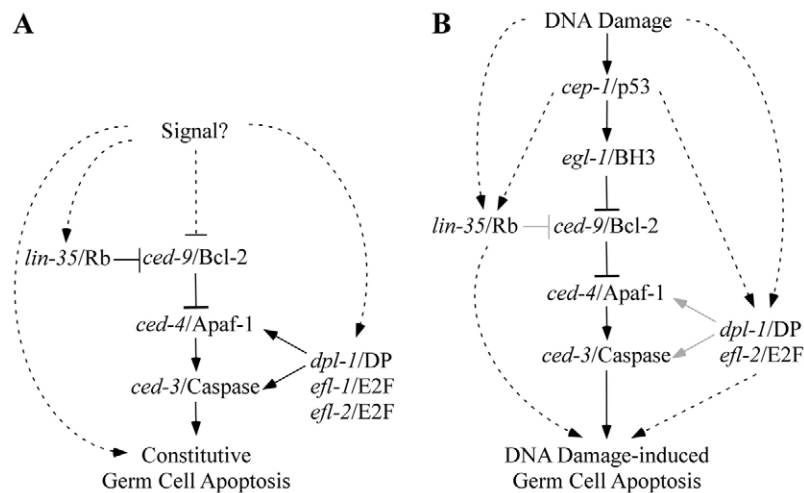 A
Signal?
lin-35/Rb
ced-9/Bcl-2
ced-4/Apaf-1
dpl-1/DP
efl-1/E2F
efl-2/E2F
ced-3/Caspase
Constitutive
Germ Cell Apoptosis
B
DNA Damage
cep-1/p53
egl-1/BH3
lin-35/Rb
ced-9/Bcl-2
ced-4/Apaf-1
dpl-1/DP
efl-2/E2F
ced-3/Caspase
DNA Damage-induced
Germ Cell Apoptosis